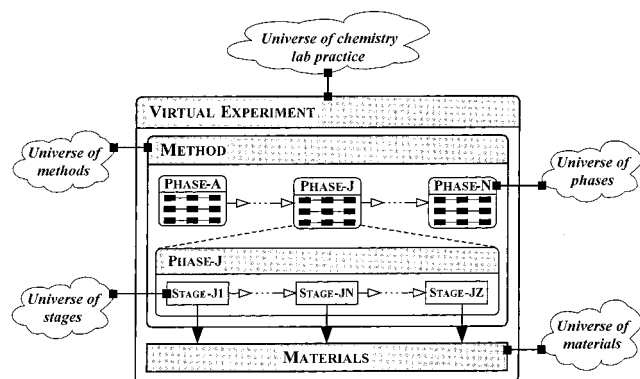 Universe of chemistry
lab practice
VIRTUAL EXPERIMENT
Universe of
methods
METHOD
PHASE-A
PHASE-J
PHASE-N
Universe of
phases
PHASE-J
Universe of
stages
STAGE-J1
STAGE-JN
STAGE-JZ
MATERIALS
Universe of
materials